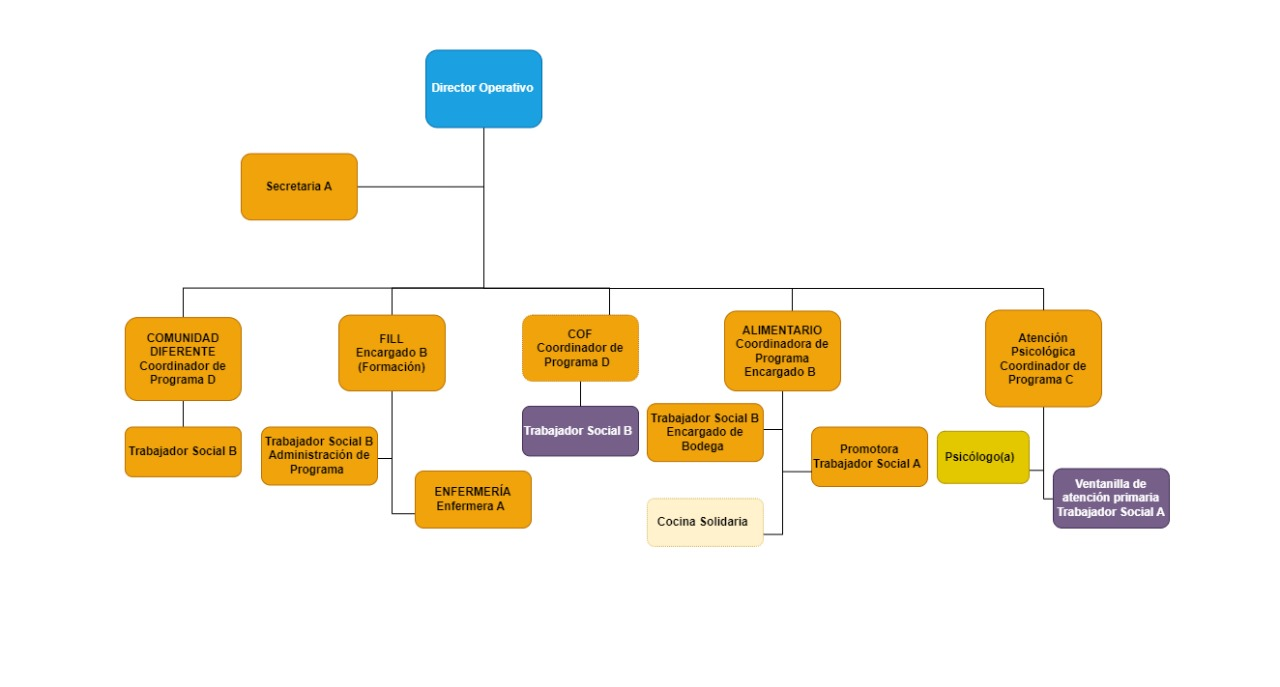 Director Operativo
Secretaria A
COMUNIDAD
DIFERENTE
Coordinador de
Programa D
FILL
Encargado B
(Formación)
COF
Coordinador de
Programa D
ALIMENTARIO
Coordinadora de
Programa
Encargado B
Atención
Psicológica
Coordinador de
Programa C
Trabajador Social B
Trabajador Social B
Administración de
Programa
ENFERMERÍA
Enfermera A
Trabajador Social B
Trabajador Social B
Encargado de
Bodega
Promotora
Trabajador Social A
Cocina Solidaria
Psicólogo(a)
Ventanilla de
atención primaria
Trabajador Social A